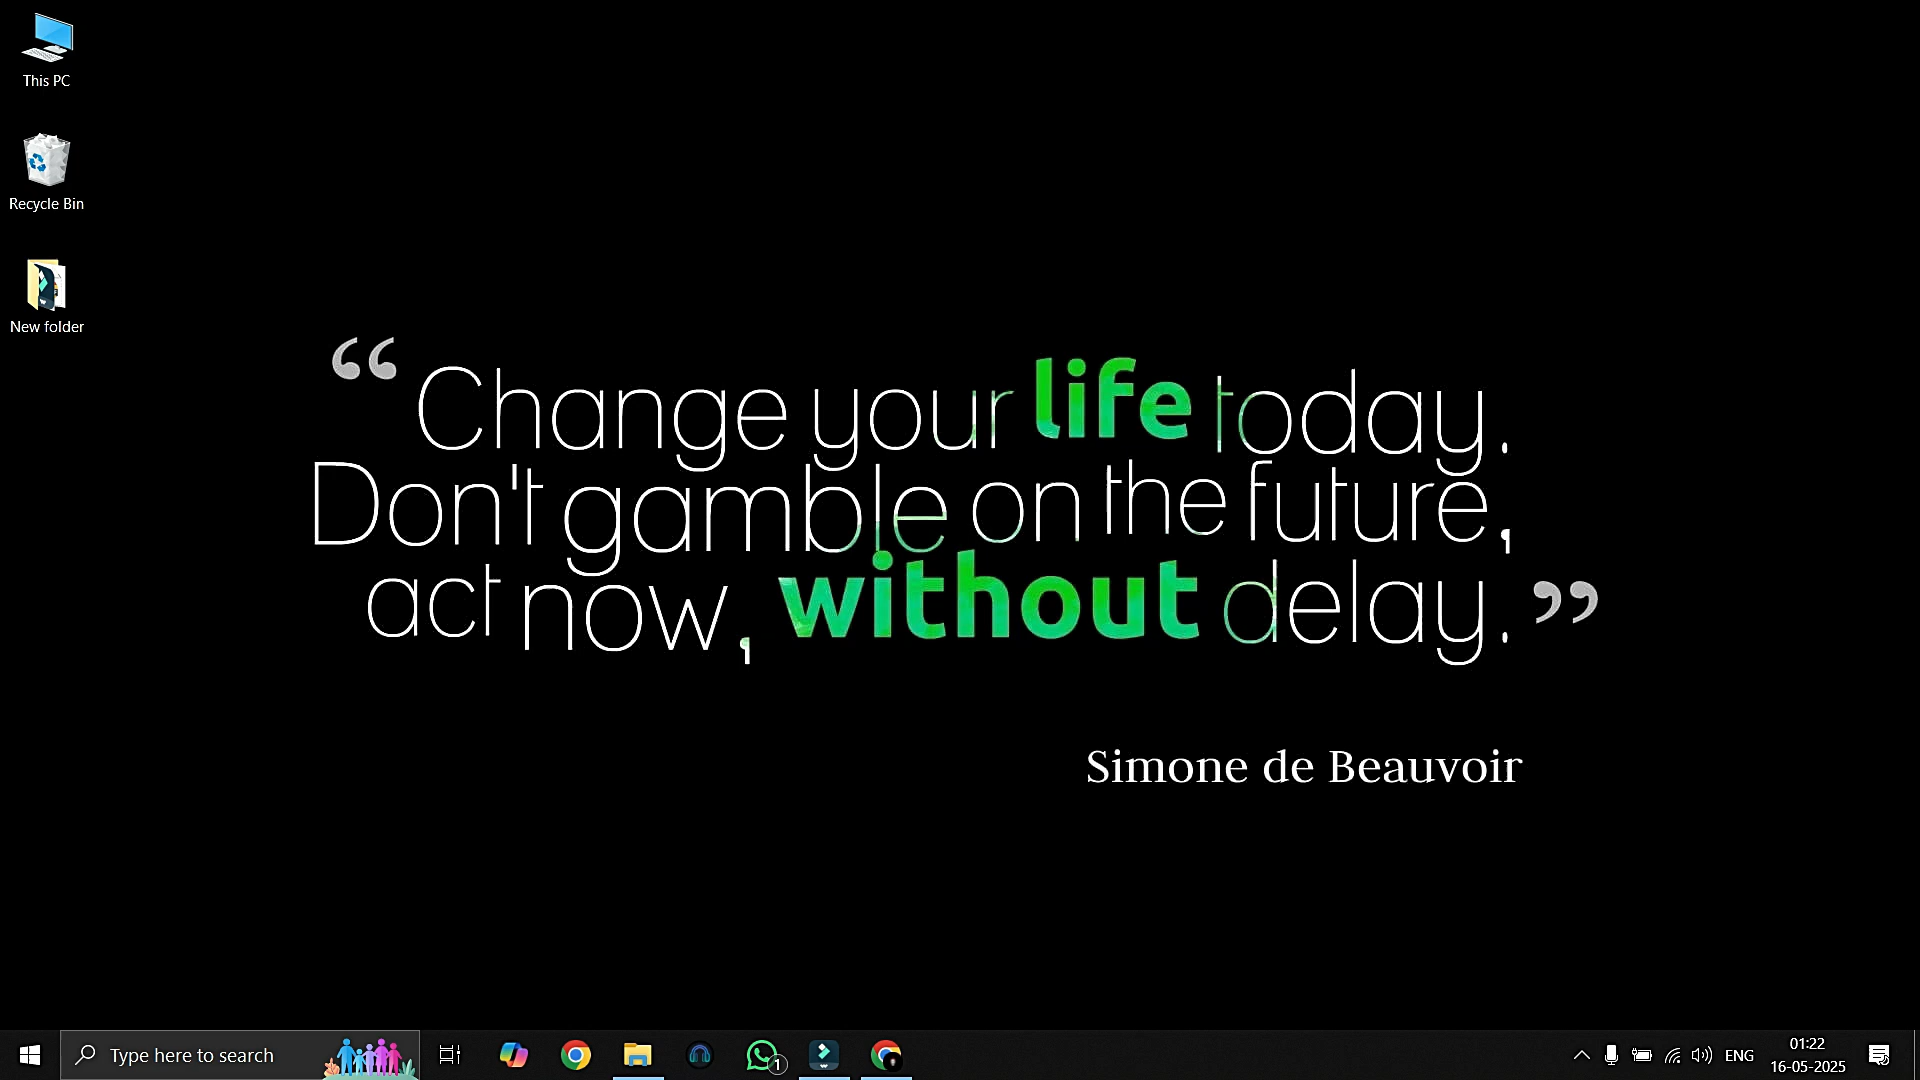 This PC
Recycle Bin
New folder
“ Change your life today.
Don't gamble on the future,
act now, without delay. ”
Simone de Beauvoir
Type here to search
1
ENG
01:22
16-05-2025